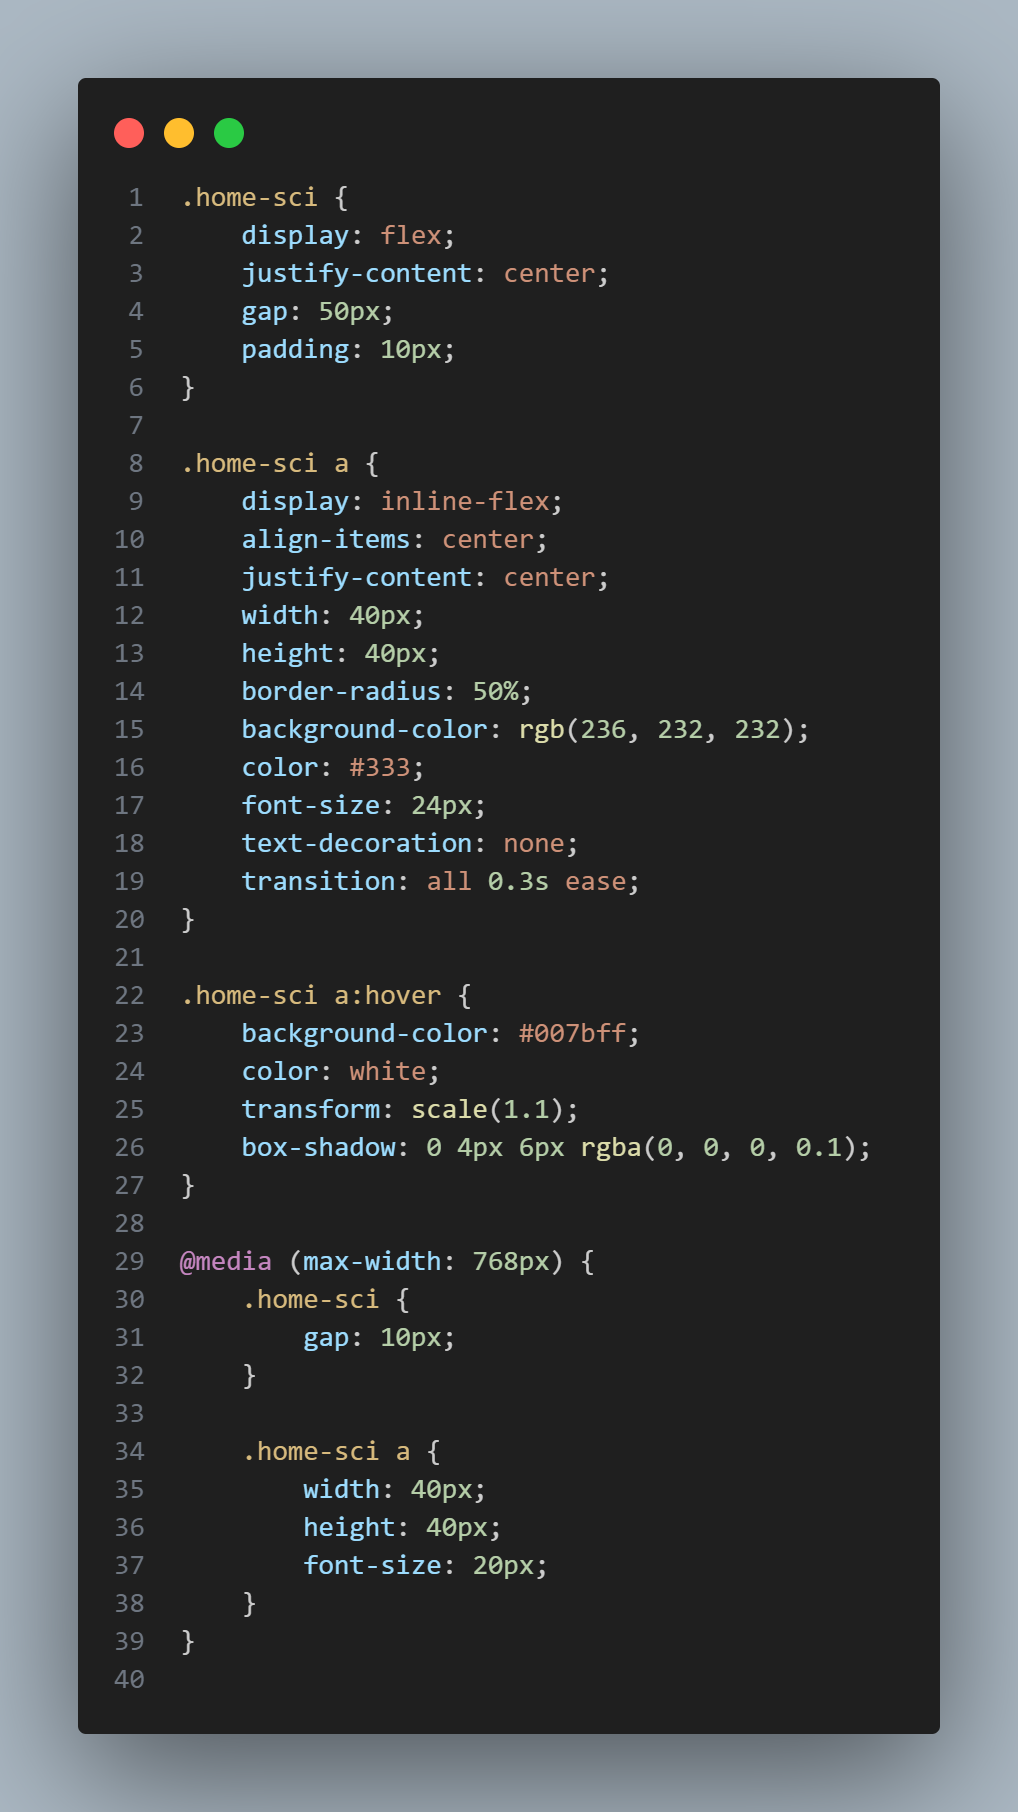 1 .home-sci {
2     display: flex;
3     justify-content: center;
4     gap: 50px;
5     padding: 10px;
6 }
7
8 .home-sci a {
9     display: inline-flex;
10     align-items: center;
11     justify-content: center;
12     width: 40px;
13     height: 40px;
14     border-radius: 50%;
15     background-color: rgb(236, 232, 232);
16     color: #333;
17     font-size: 24px;
18     text-decoration: none;
19     transition: all 0.3s ease;
20 }
21
22 .home-sci a:hover {
23     background-color: #007bff;
24     color: white;
25     transform: scale(1.1);
26     box-shadow: 0 4px 6px rgba(0, 0, 0, 0.1);
27 }
28
29 @media (max-width: 768px) {
30     .home-sci {
31         gap: 10px;
32     }
33
34     .home-sci a {
35         width: 40px;
36         height: 40px;
37         font-size: 20px;
38     }
39 }
40